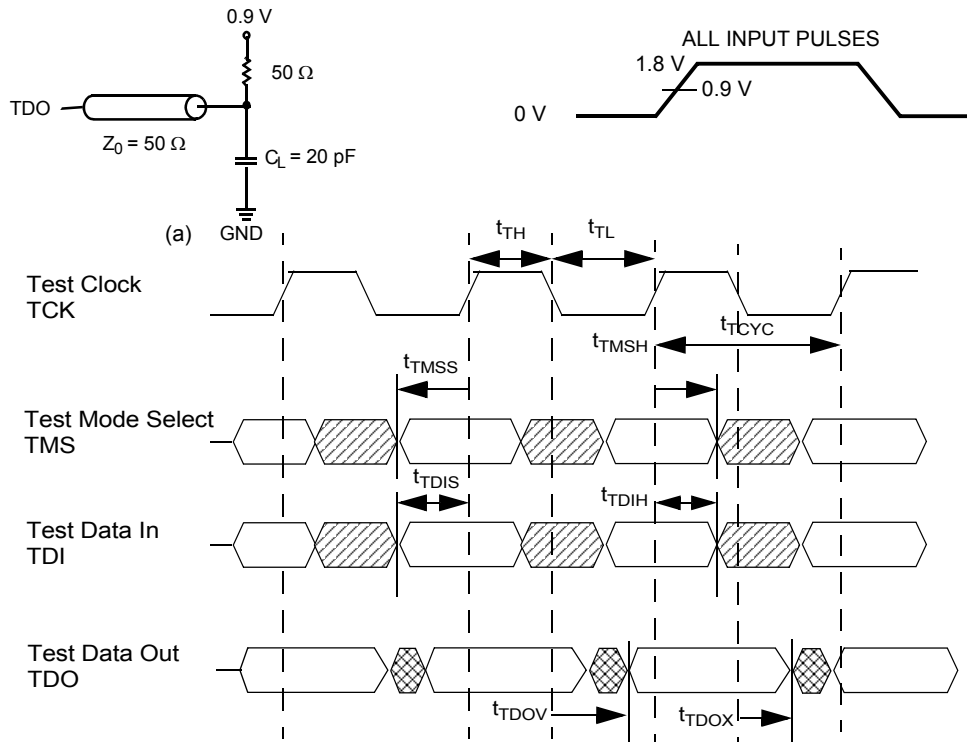 0.9 V
50 Ω
TDO
Z0 = 50 Ω
CL = 20 pF
(a) GND
ALL INPUT PULSES
1.8 V
0.9 V
0 V
tTH
tTL
Test Clock
TCK
tTCYC
tTMSH
tTMSS
Test Mode Select
TMS
tTDIS
tTDIH
Test Data In
TDI
Test Data Out
TDO
tTDOV
tTDOX